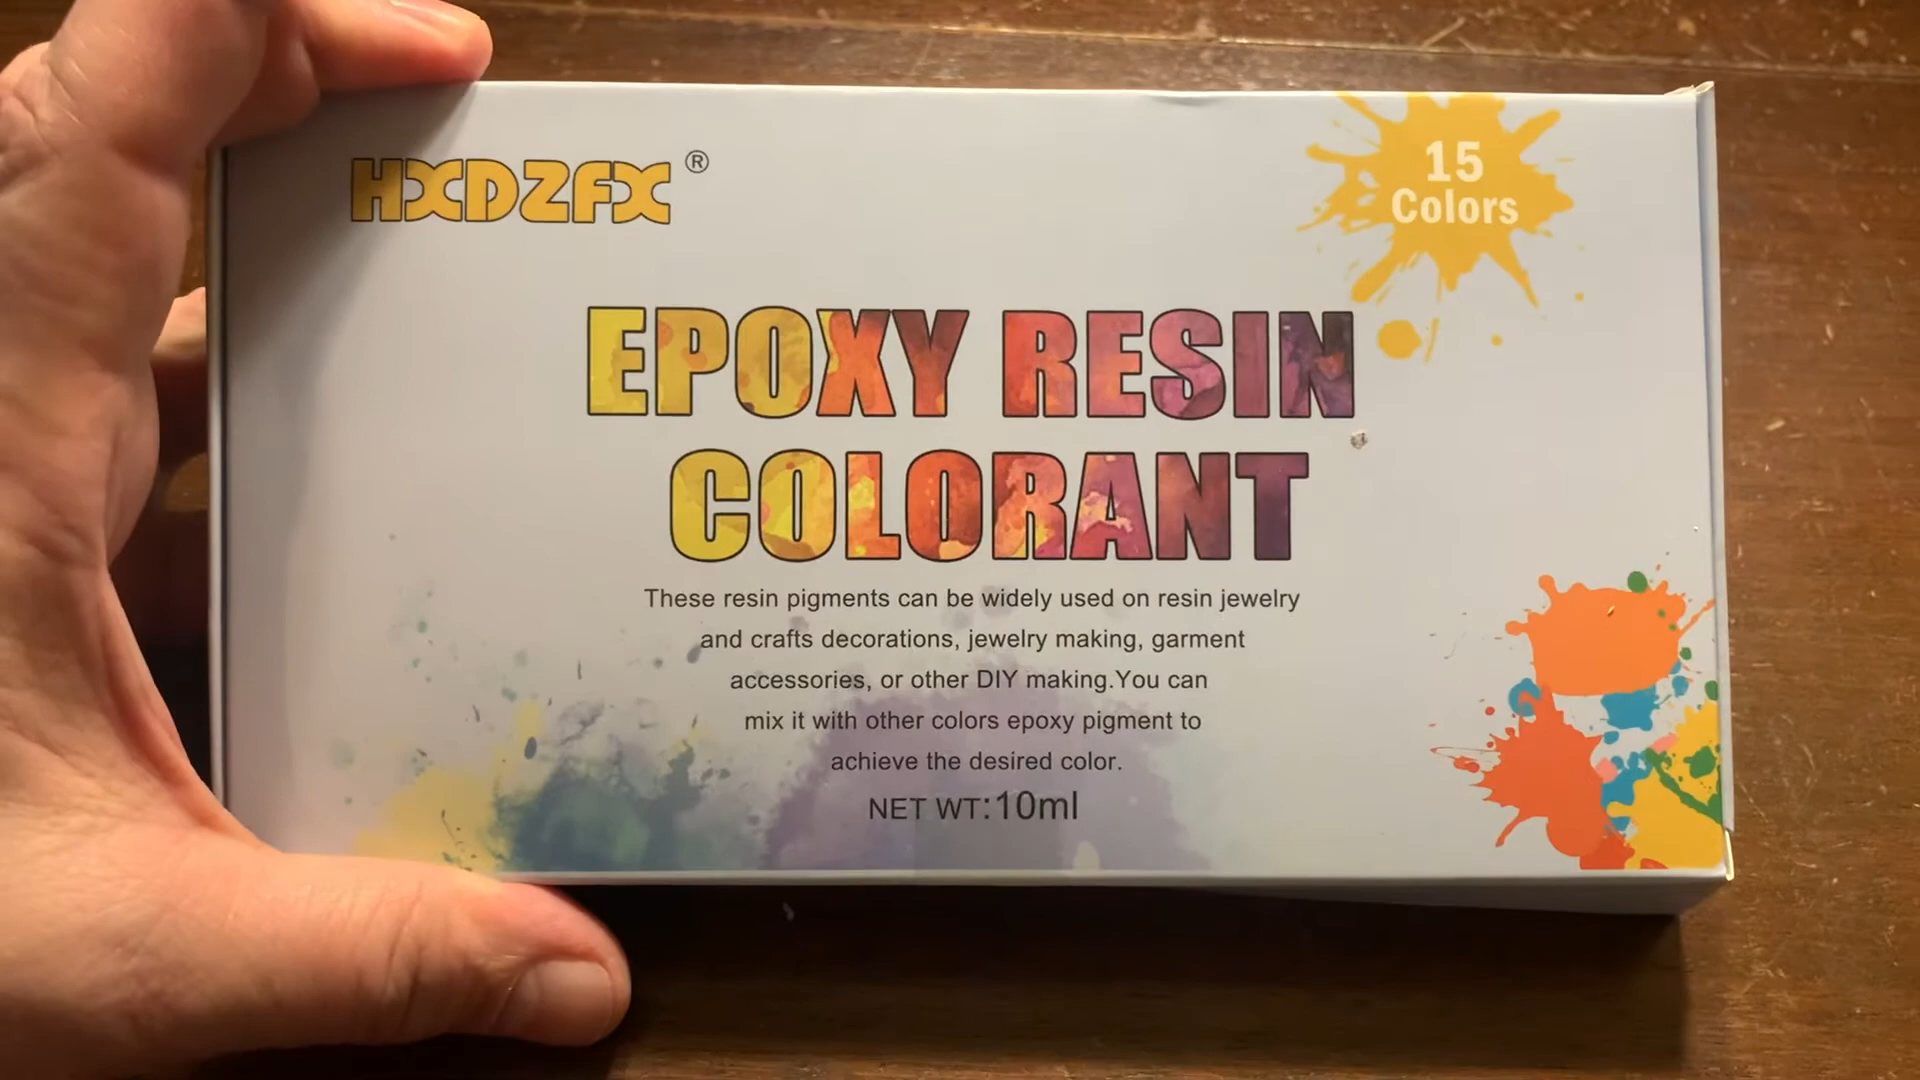 HXDZFX ®
15
Colors
EPOXY RESIN
COLORANT
These resin pigments can be widely used on resin jewelry
and crafts decorations, jewelry making, garment
accessories, or other DIY making.You can
mix it with other colors epoxy pigment to
achieve the desired color.
NET WT:10ml